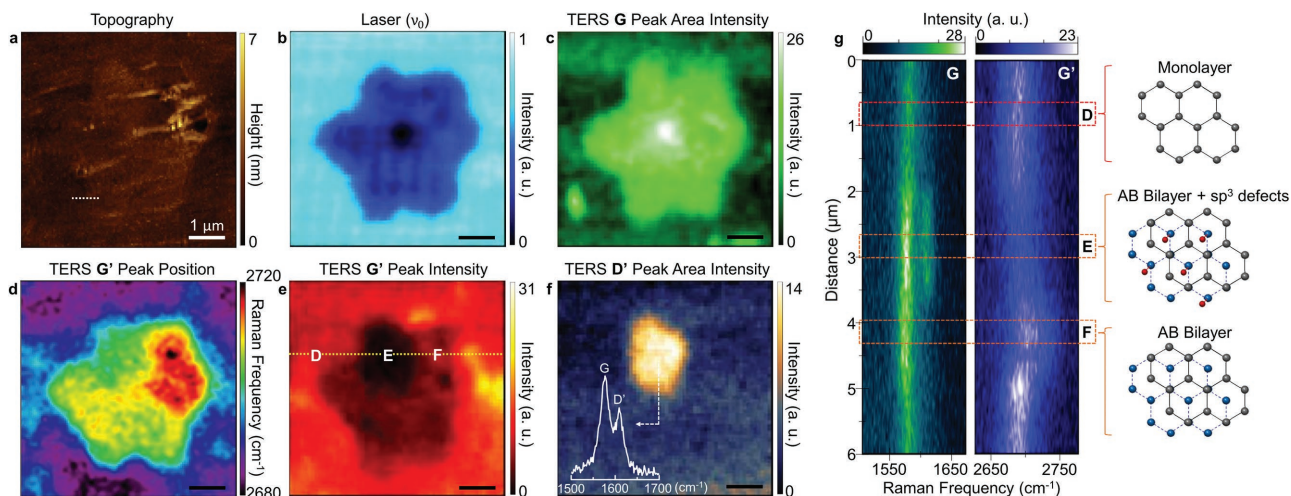 Topography
a
7
Height (nm)
0
1 μm
Laser (ν0)
b
1
Intensity (a. u.)
0
TERS G Peak Area Intensity
c
26
Intensity (a. u.)
0
TERS G’ Peak Position
d
2720
Raman Frequency (cm-1)
2680
TERS G’ Peak Intensity
e
D E F
31
Intensity (a. u.)
0
TERS D’ Peak Area Intensity
f
G
D’
1500 1600 1700 (cm-1)
14
Intensity (a. u.)
0
g
Intensity (a. u.)
0 28 0 23
G G’
0
1
2
3
4
5
6
Distance (μm)
D
E
F
1550 1650 2650 2750
Raman Frequency (cm-1)
Monolayer
AB Bilayer + sp3 defects
AB Bilayer